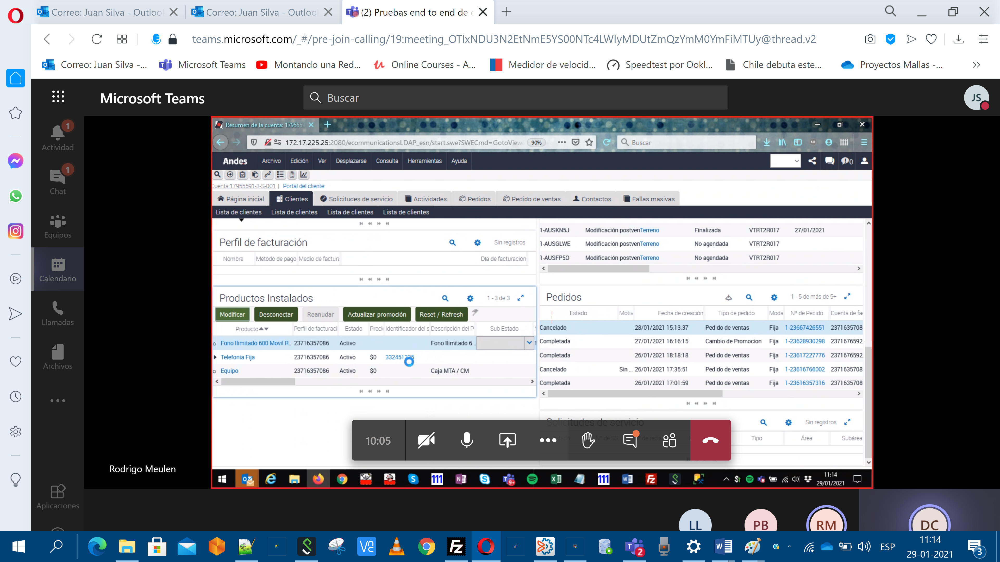 Correo: Juan Silva - Outlool
Correo: Juan Silva - Outlool
(2) Pruebas end to end de c
teams.microsoft.com/_#/pre-join-calling/19:meeting_OTIxNDU3N2EtNmE5YS00NTc4LWIyMDUtZmQzYmM0YmFiMTUy@thread.v2
Correo: Juan Silva -...
Microsoft Teams
Montando una Red...
Online Courses - A...
Medidor de velocid...
Speedtest por Ookl...
Chile debuta este...
Proyectos Mallas -...
Microsoft Teams
Buscar
JS
1
Actividad
1
Chat
Equipos
Calendario
Llamadas
Archivos
Aplicaciones
Resumen de la cuenta: 1795559
172.17.225.25:2080/ecommunicationsLDAP_esn/start.swe?SWECmd=GotoView
90%
Buscar
Andes Archivo Edición Ver Desplazarse Consulta Herramientas Ayuda
0
Cuenta:17955591-3-S-001 | Portal del cliente:
Página inicial Clientes Solicitudes de servicio Actividades Pedidos Pedido de ventas Contactos Fallas masivas
Lista de clientes Lista de clientes Lista de clientes Lista de clientes
Perfil de facturación Sin registros
Nombre Método de pago Medio de factura Día de facturación
Productos Instalados 1 - 3 de 3
Modificar Desconectar Reanudar Actualizar promoción Reset / Refresh
Producto Perfil de facturaci Estado Preci Identificador del s Descripción del P Sub Estado
Fono Ilimitado 600 Movil R... 23716357086 Activo Fono Ilimitado 6...
Telefonia Fija 23716357086 Activo $0
Equipo 23716357086 Activo $0 Caja MTA / CM
1-AUSKN5J Modificación postven Terreno Finalizada VTRT2R017 27/01/2021
1-AUSGLWE Modificación postven Terreno No agendada VTRT2R017
1-AUSFP5O Modificación postven Terreno No agendada VTRT2R017
Pedidos 1 - 5 de más de 5+
Estado Motiv Fecha de creación Tipo de pedido Moda Nº de Pedido Cuenta de fa
Cancelado 28/01/2021 15:13:37 Pedido de ventas Fija 1-23667426551 2371635708
Completada 27/01/2021 16:16:15 Cambio de Promocion Fija 1-23628930298 2371676592
Completada 26/01/2021 18:18:18 Pedido de ventas Fija 1-23617227776 2371676592
Cancelado Sin ... 26/01/2021 17:35:51 Pedido de ventas Fija 1-23616766002 2371635708
Completada 26/01/2021 17:01:59 Pedido de ventas Fija 1-23616357316 2371635708
Solicitudes de servicio Sin registros
Tipo Área Subárea
10:05
Rodrigo Meulen
111
9+
111
11:14
29/01/2021
LL PB RM DC
2
ESP
11:14
29-01-2021
3